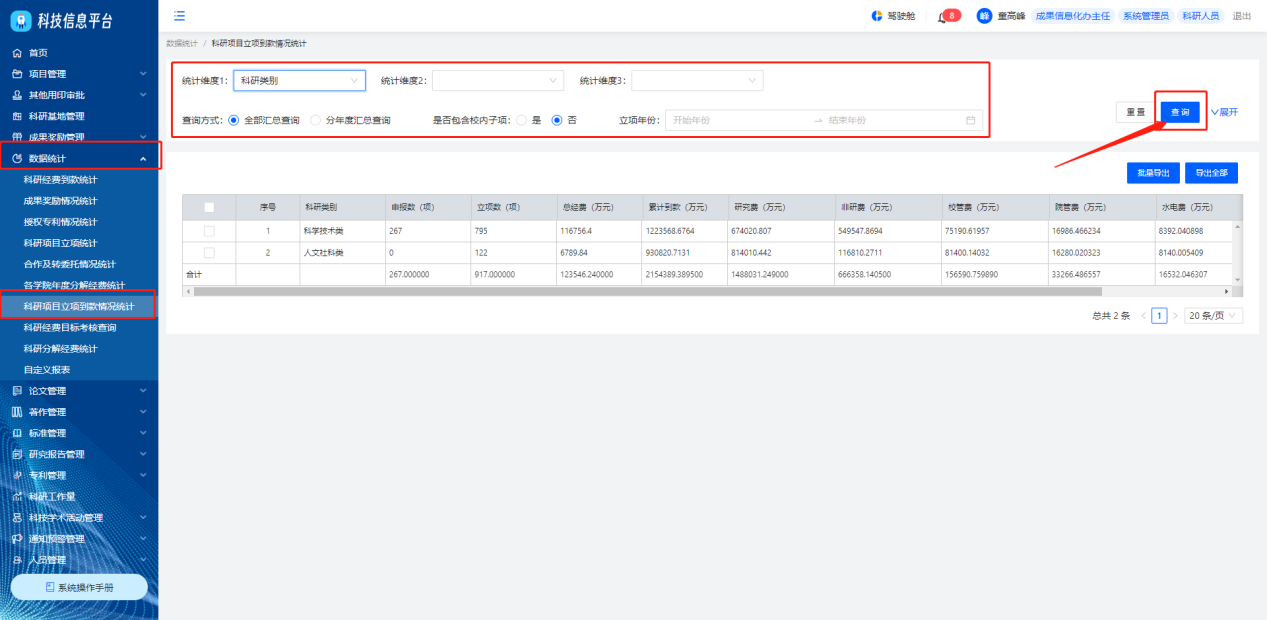 科技信息平台
驾驶舱 8 峰 董高峰 成果信息化办主任 系统管理员 科研人员 退出
首页
项目管理
其他用印审批
科研基地管理
成果奖励管理
数据统计
科研经费到款统计
成果奖励情况统计
授权专利情况统计
科研项目立项统计
合作及转委托情况统计
各学院年度分解经费统计
科研项目立项到款情况统计
科研经费目标考核查询
科研分解经费统计
自定义报表
论文管理
著作管理
标准管理
研究报告管理
专利管理
科研工作量
科技学术活动管理
通知预警管理
人员管理
系统操作手册
数据统计 / 科研项目立项到款情况统计
统计维度1: 科研类别 统计维度2: 统计维度3:
查询方式: 全部汇总查询 分年度汇总查询 是否包含校内子项: 是 否 立项年份: 开始年份 → 结束年份
重置 查询 展开
批量导出 导出全部
序号 科研类别 申报数（项） 立项数（项） 总经费（万元） 累计到款（万元） 研究费（万元） 非研费（万元） 校管费（万元） 院管费（万元） 水电费（万元）
1 科学技术类 267 795 116756.4 1223568.6764 674020.807 549547.8694 75190.61957 16986.466234 8392.040898
2 人文社科类 0 122 6789.84 930820.7131 814010.442 116810.2711 81400.14032 16280.020323 8140.005409
合计 267.000000 917.000000 123546.240000 2154389.389500 1488031.249000 666358.140500 156590.759890 33266.486557 16532.046307
总共 2 条 < 1 > 20 条/页